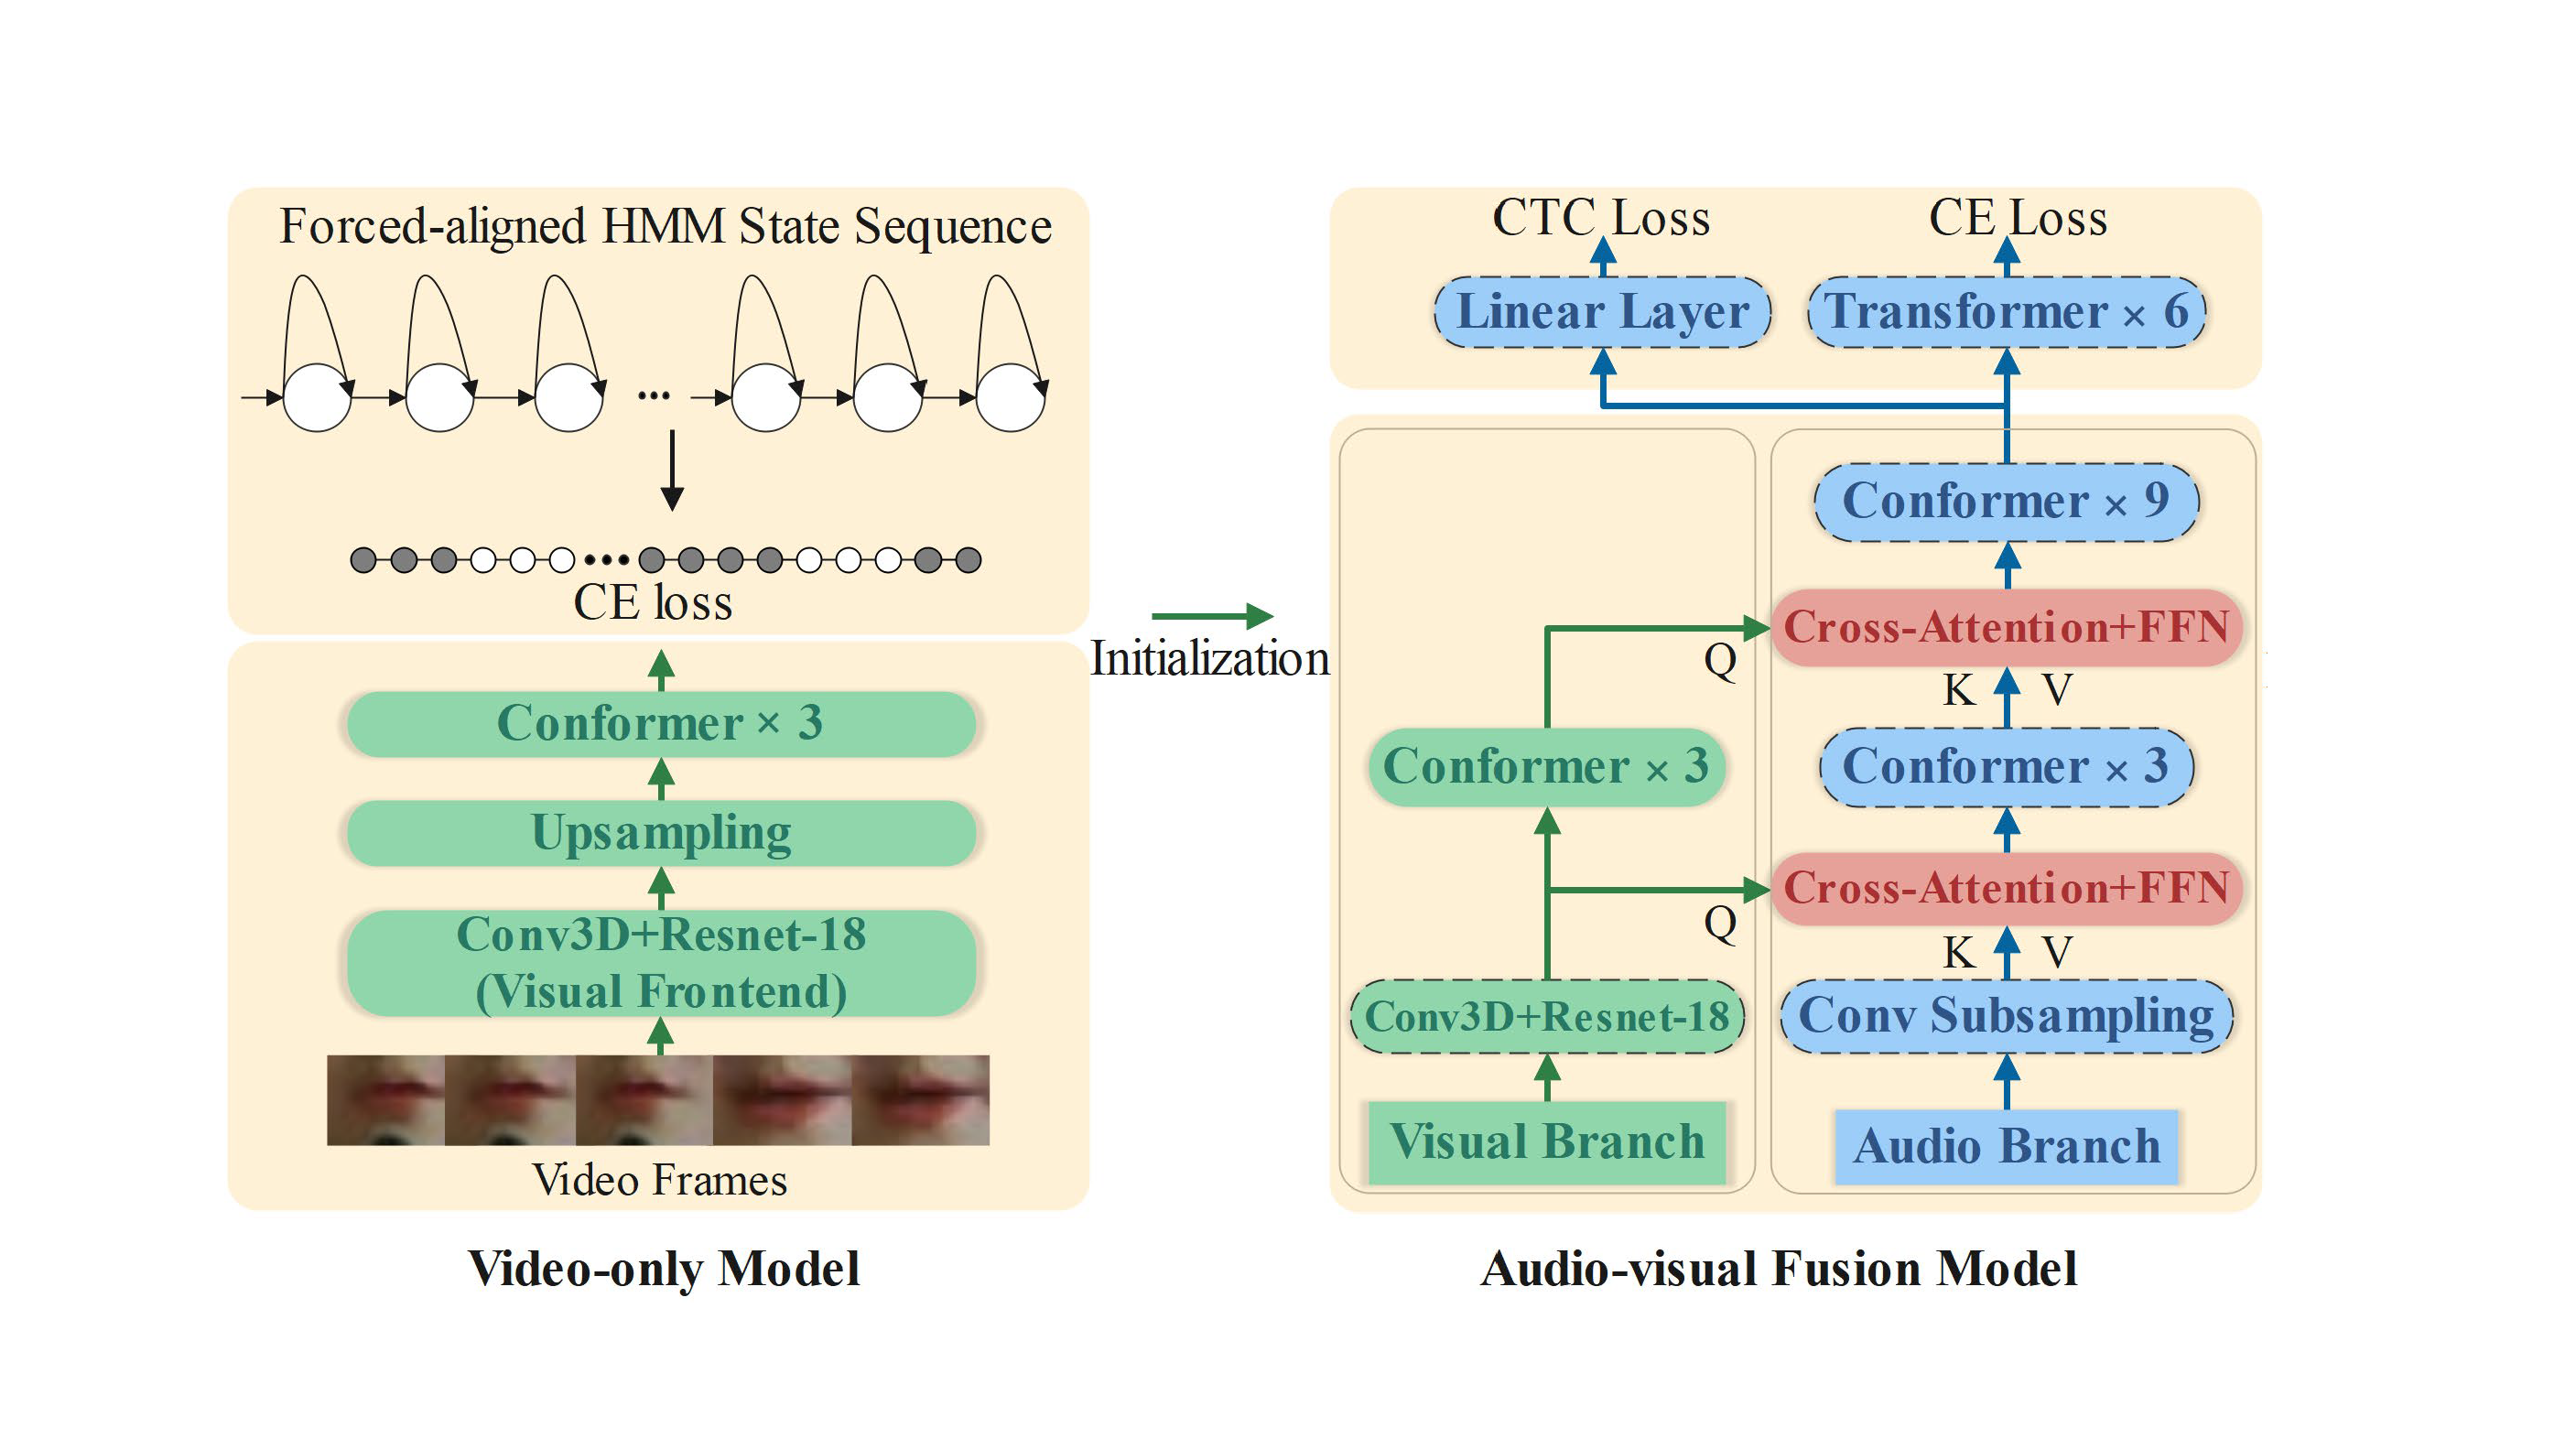 Forced-aligned HMM State Sequence
...
CE loss
Conformer × 3
Upsampling
Conv3D+Resnet-18
(Visual Frontend)
Video Frames
Video-only Model
Initialization
CTC Loss
CE Loss
Linear Layer
Transformer × 6
Conformer × 9
Cross-Attention+FFN
Q
K V
Conformer × 3
Conformer × 3
Cross-Attention+FFN
Q
K V
Conv3D+Resnet-18
Conv Subsampling
Visual Branch
Audio Branch
Audio-visual Fusion Model